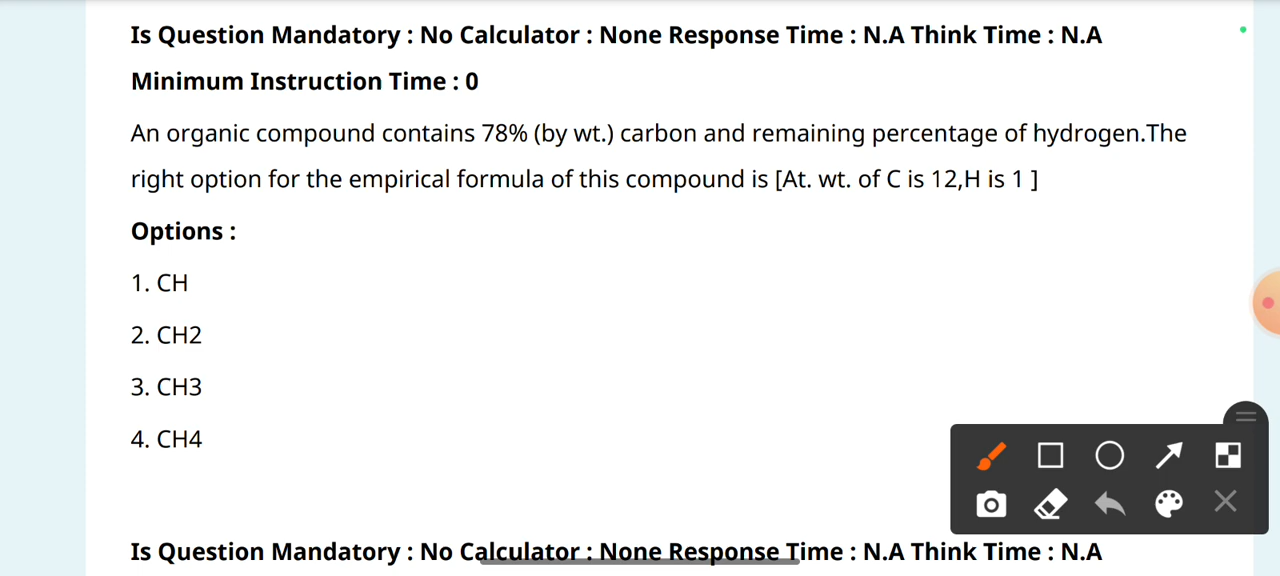 Is Question Mandatory : No Calculator : None Response Time : N.A Think Time : N.A
Minimum Instruction Time : 0
An organic compound contains 78% (by wt.) carbon and remaining percentage of hydrogen.The
right option for the empirical formula of this compound is [At. wt. of C is 12,H is 1 ]
Options :
1. CH
2. CH2
3. CH3
4. CH4
Is Question Mandatory : No Calculator : None Response Time : N.A Think Time : N.A